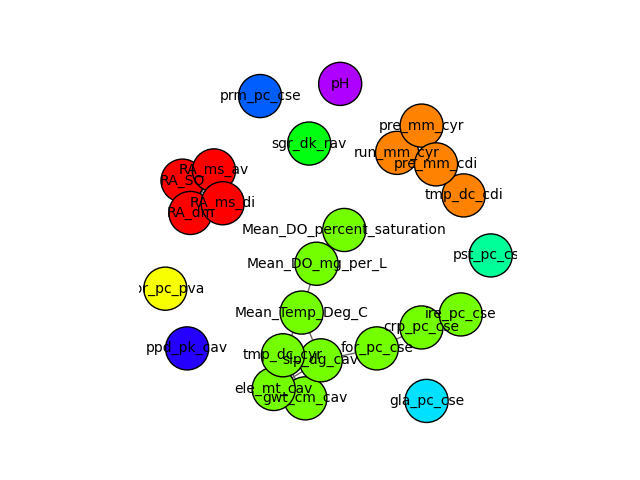 pH
prm_pc_cse
pre_mm_cyr
sgr_dk_rav
run_mm_cyr
pre_mm_cdi
RA_ms_av
RA_SO
tmp_dc_cdi
RA_ms_di
RA_dm
Mean_DO_percent_saturation
pst_pc_cs
Mean_DO_mg_per_L
or_pc_pva
Mean_Temp_Deg_C
ire_pc_cse
crp_pc_cse
ppd_pk_cav
for_pc_cse
tmp_dc_cyr
slp_dg_cav
ele_mt_cav
gwt_cm_cav
gla_pc_cse